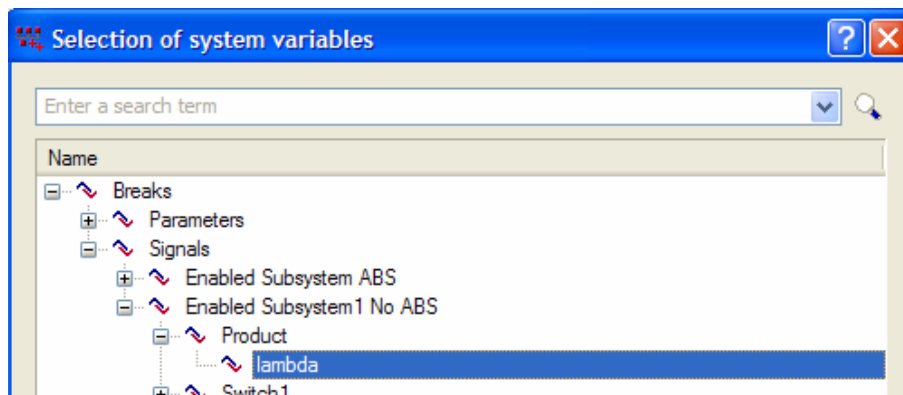 Selection of system variables
Enter a search term
Name
Breaks
Parameters
Signals
Enabled Subsystem ABS
Enabled Subsystem1 No ABS
Product
lambda
Switch1